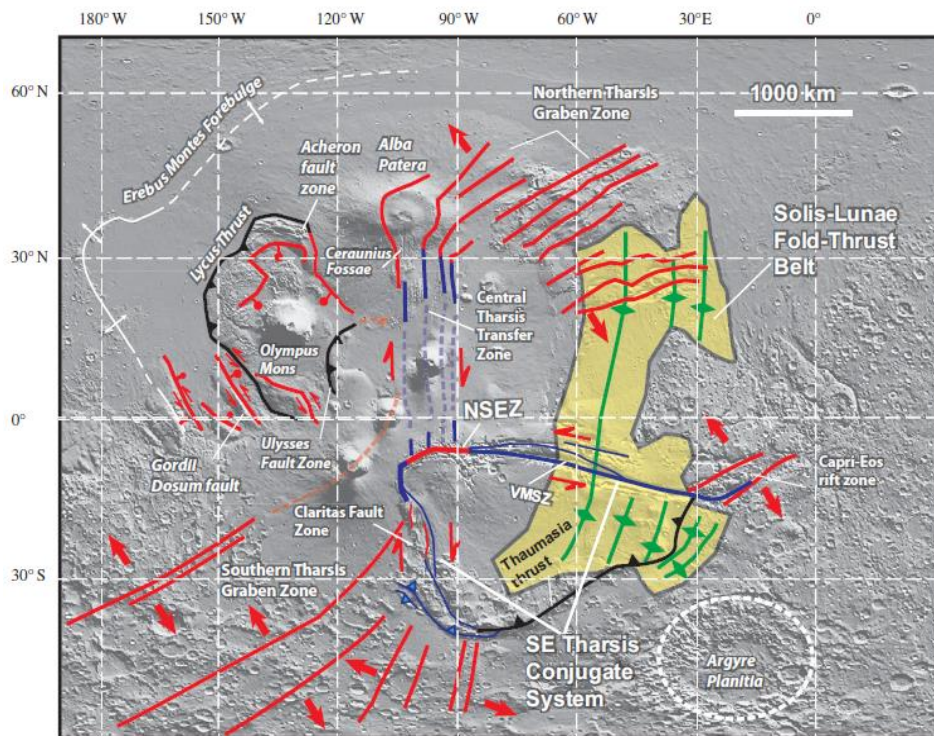 180°W
150°W
120°W
90°W
60°W
30°E
0°
60° N
30°N
0°
30°S
1000 km
Northern Tharsis
Graben Zone
Erebus Montes Forebulge
Acheron
fault
zone
Alba
Patera
Lycus Thrust
Ceraunius
Fossae
Solis-Lunae
Fold-Thrust
Belt
Central
Tharsis
Transfer
Zone
Olympus
Mons
NSEZ
Gordii
Dosum fault
Ulysses
Fault Zone
VMSZ
Capri-Eos
rift zone
Claritas Fault
Zone
Thaumasia
thrust
Southern Tharsis
Graben Zone
SE Tharsis
Conjugate
System
Argyre
Planitia